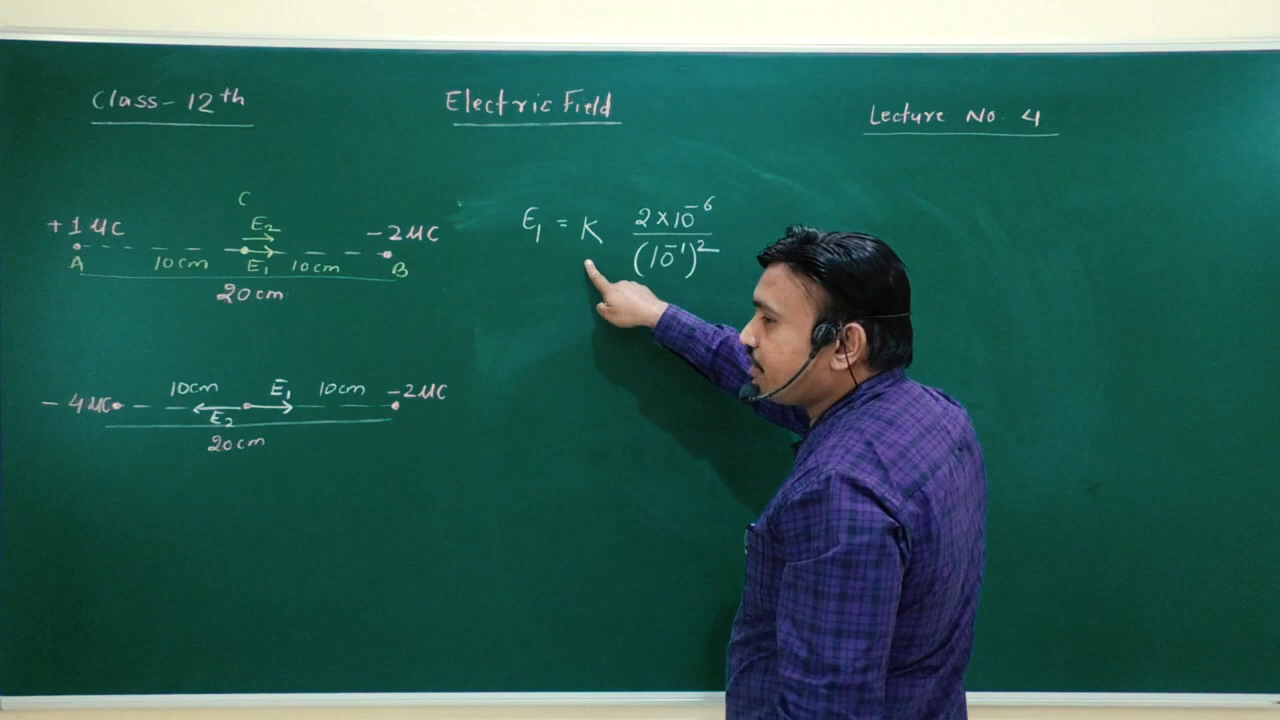 Class-12th
Electric Field
Lecture No. 4
C
+1 µC
E₂
-2µC
A
10cm
E₁
10cm
B
20cm
E₁ = K 2×10⁻⁶ / (10⁻¹)²
10cm
E₁
10cm
-4µC
-2µC
E₂
20cm